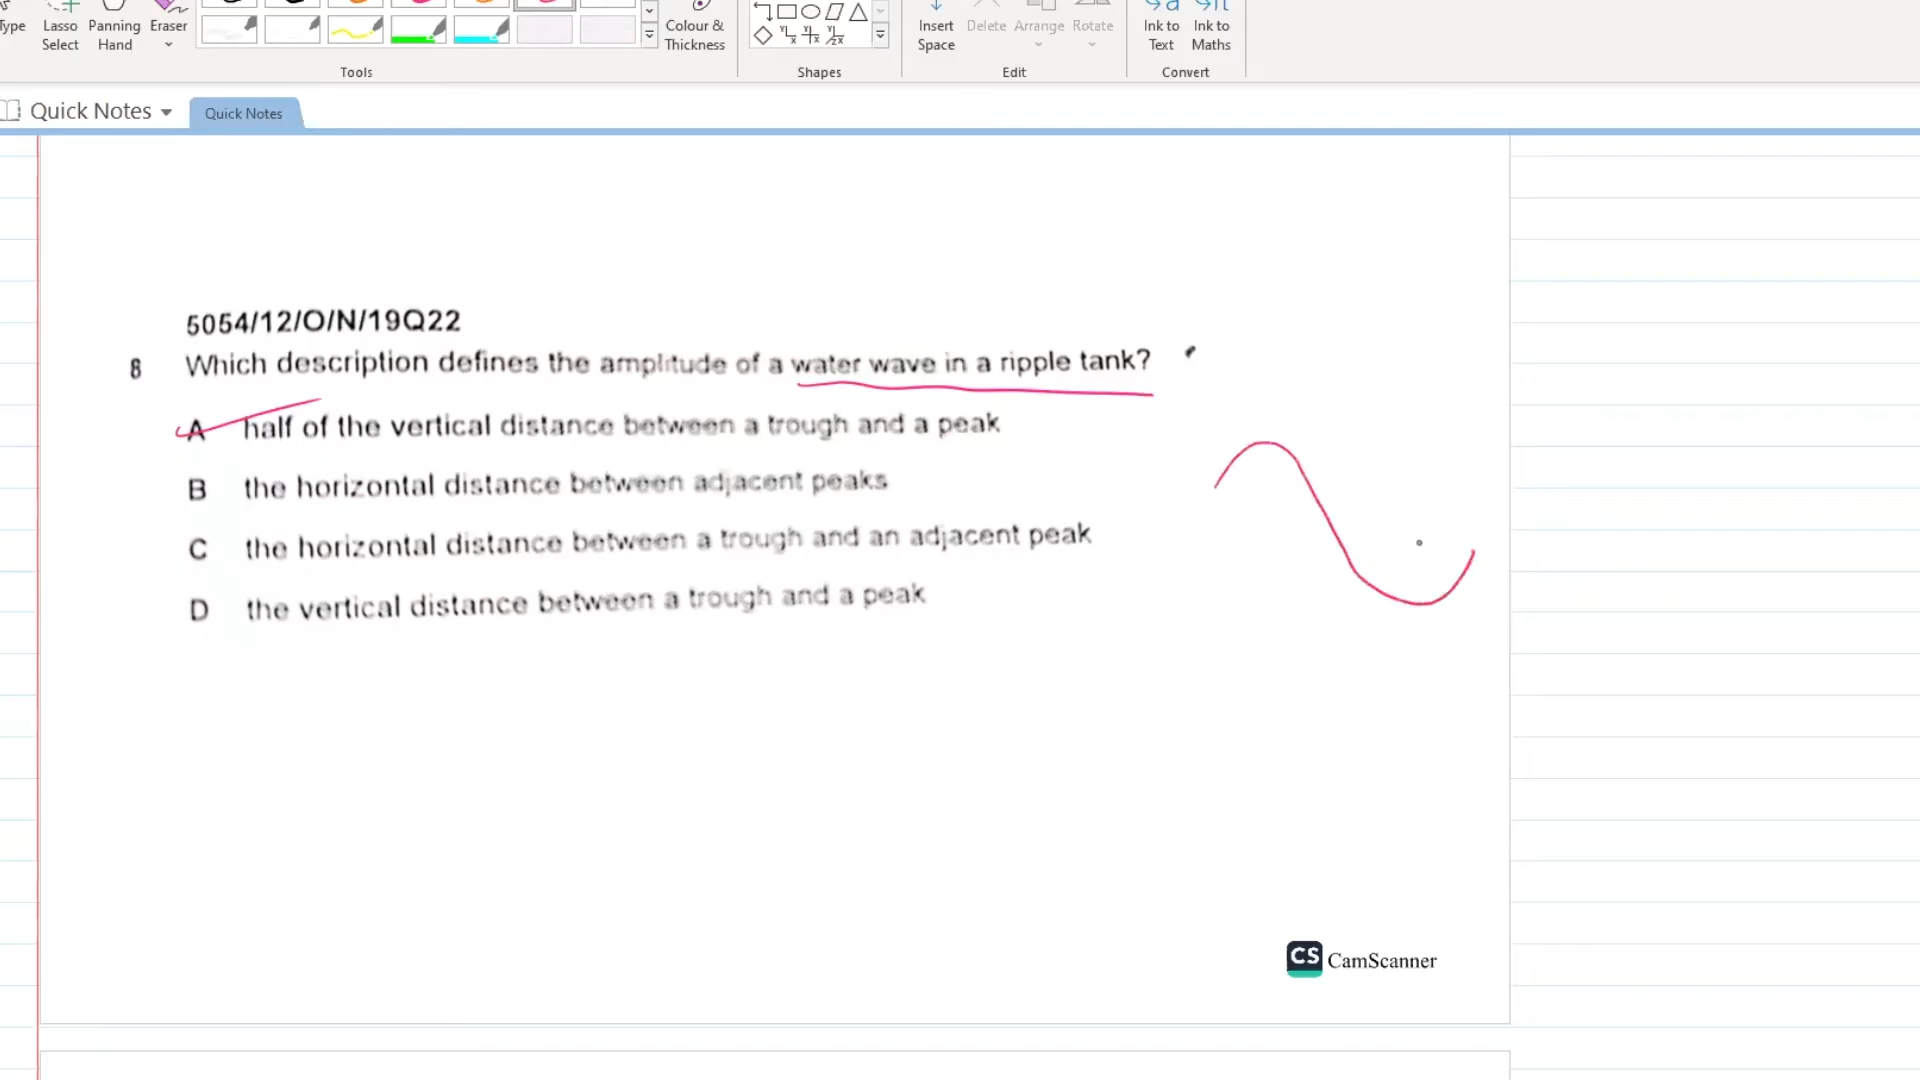 Type
Lasso Select
Panning Hand
Eraser
Colour & Thickness
Insert Space
Delete
Arrange
Rotate
Ink to Text
Ink to Maths
Tools
Shapes
Edit
Convert
Quick Notes
Quick Notes
5054/12/O/N/19Q22
8 Which description defines the amplitude of a water wave in a ripple tank?
A half of the vertical distance between a trough and a peak
B the horizontal distance between adjacent peaks
C the horizontal distance between a trough and an adjacent peak
D the vertical distance between a trough and a peak
CS CamScanner